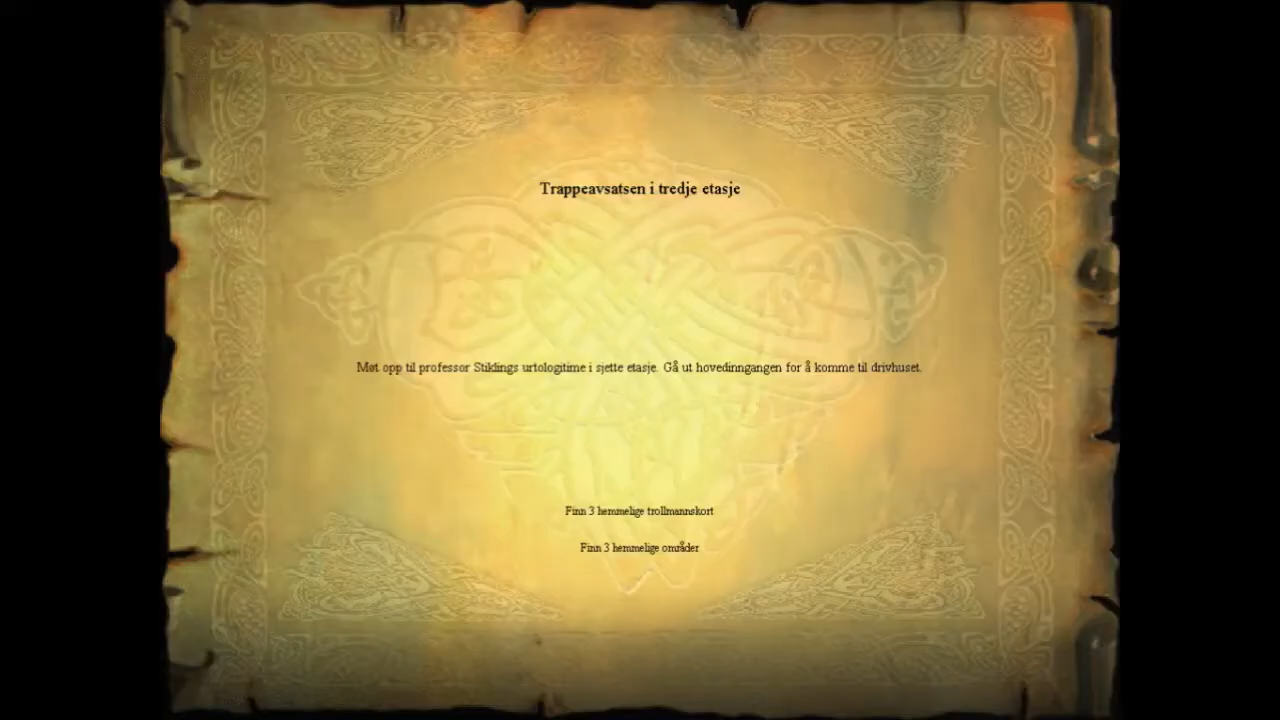 Trappeavsatsen i tredje etasje
Møt opp til professor Stiklings urtologitime i sjette etasje. Gå ut hovedinngangen for å komme til drivhuset.
Finn 3 hemmelige trollmannskort
Finn 3 hemmelige områder